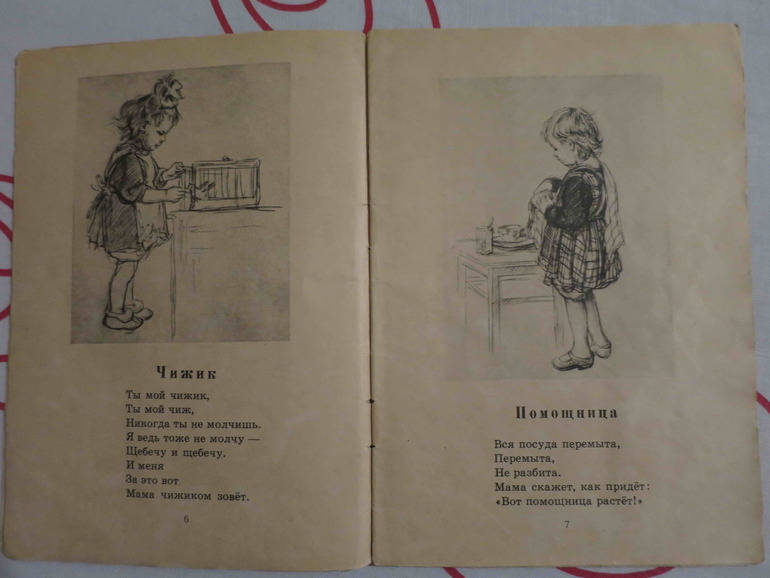 Чижик
Ты мой чижик,
Ты мой чиж,
Никогда ты не молчишь.
Я ведь тоже не молчу —
Щебечу и щебечу.
И меня
За это вот
Мама чижиком зовёт.
6
Помощница
Вся посуда перемыта,
Перемыта,
Не разбита.
Мама скажет, как придёт:
«Вот помощница растёт!»
7